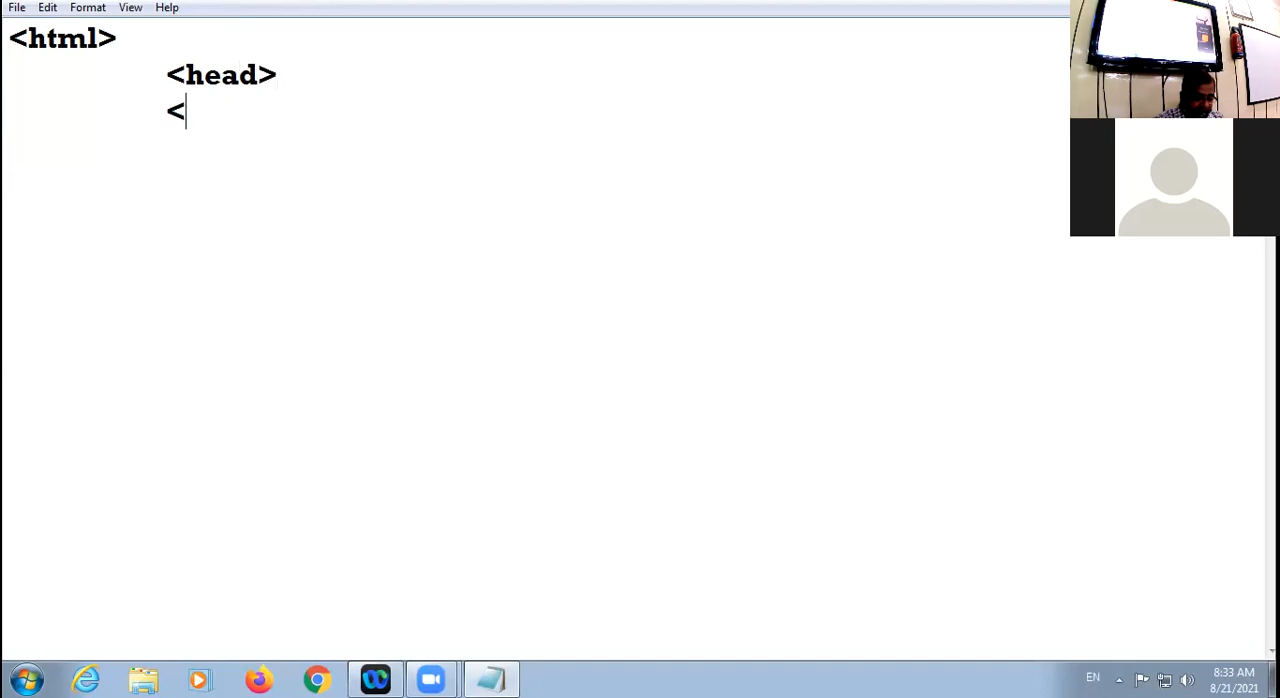 File Edit Format View Help
<html>
<head>
<
EN
8:33 AM
8/21/2021